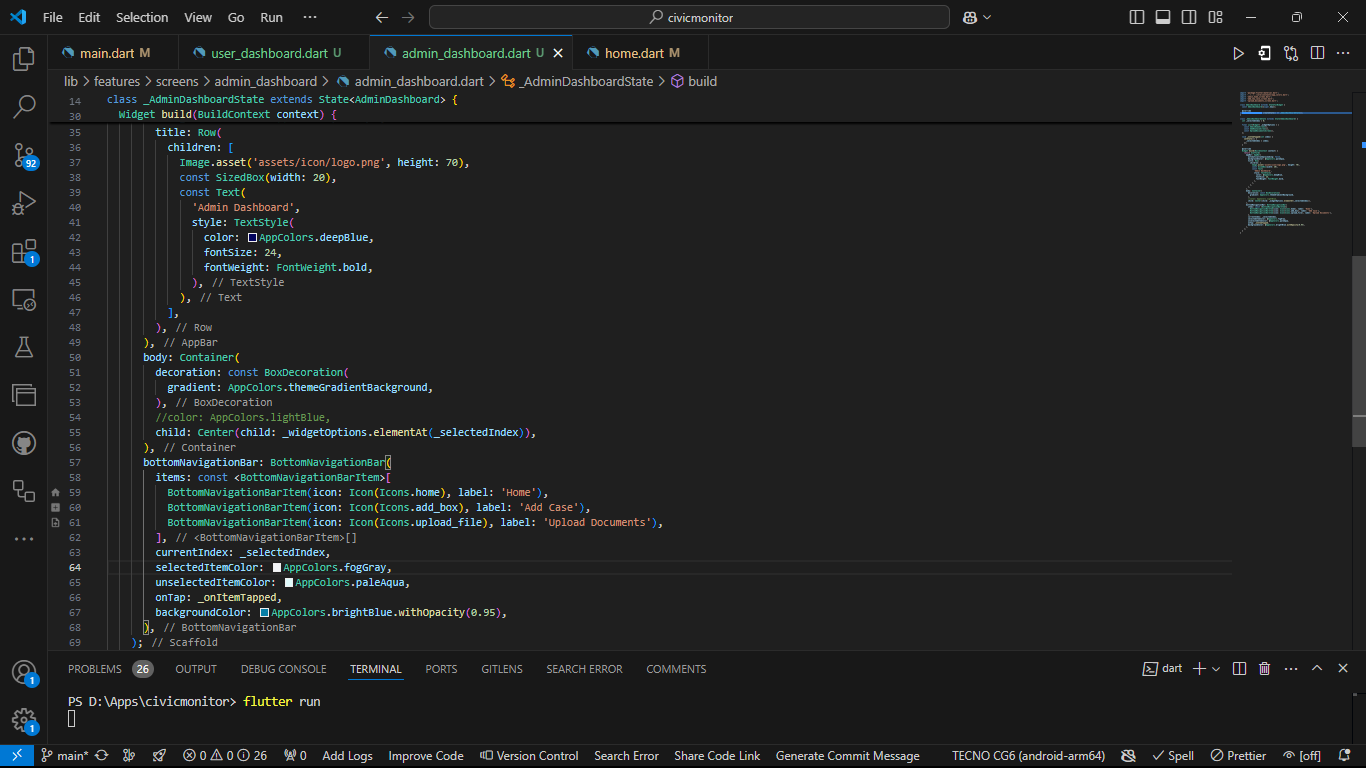 File Edit Selection View Go Run ··· civicmonitor
main.dart M user_dashboard.dart U admin_dashboard.dart U home.dart M
lib > features > screens > admin_dashboard > admin_dashboard.dart > _AdminDashboardState > build
14 class _AdminDashboardState extends State<AdminDashboard> {
30 Widget build(BuildContext context) {
35 title: Row(
36 children: [
37 Image.asset('assets/icon/logo.png', height: 70),
38 const SizedBox(width: 20),
39 const Text(
40 'Admin Dashboard',
41 style: TextStyle(
42 color: AppColors.deepBlue,
43 fontSize: 24,
44 fontWeight: FontWeight.bold,
45 ), // TextStyle
46 ), // Text
47 ],
48 ), // Row
49 ), // AppBar
50 body: Container(
51 decoration: const BoxDecoration(
52 gradient: AppColors.themeGradientBackground,
53 ), // BoxDecoration
54 //color: AppColors.lightBlue,
55 child: Center(child: _widgetOptions.elementAt(_selectedIndex)),
56 ), // Container
57 bottomNavigationBar: BottomNavigationBar(
58 items: const <BottomNavigationBarItem>[
59 BottomNavigationBarItem(icon: Icon(Icons.home), label: 'Home'),
60 BottomNavigationBarItem(icon: Icon(Icons.add_box), label: 'Add Case'),
61 BottomNavigationBarItem(icon: Icon(Icons.upload_file), label: 'Upload Documents'),
62 ], // <BottomNavigationBarItem>[]
63 currentIndex: _selectedIndex,
64 selectedItemColor: AppColors.fogGray,
65 unselectedItemColor: AppColors.paleAqua,
66 onTap: _onItemTapped,
67 backgroundColor: AppColors.brightBlue.withOpacity(0.95),
68 ), // BottomNavigationBar
69 ); // Scaffold
92
1
1
1
PROBLEMS 26 OUTPUT DEBUG CONSOLE TERMINAL PORTS GITLENS SEARCH ERROR COMMENTS dart
PS D:\Apps\civicmonitor> flutter run
main* 0 0 26 0 Add Logs Improve Code Version Control Search Error Share Code Link Generate Commit Message TECNO CG6 (android-arm64) Spell Prettier [off]